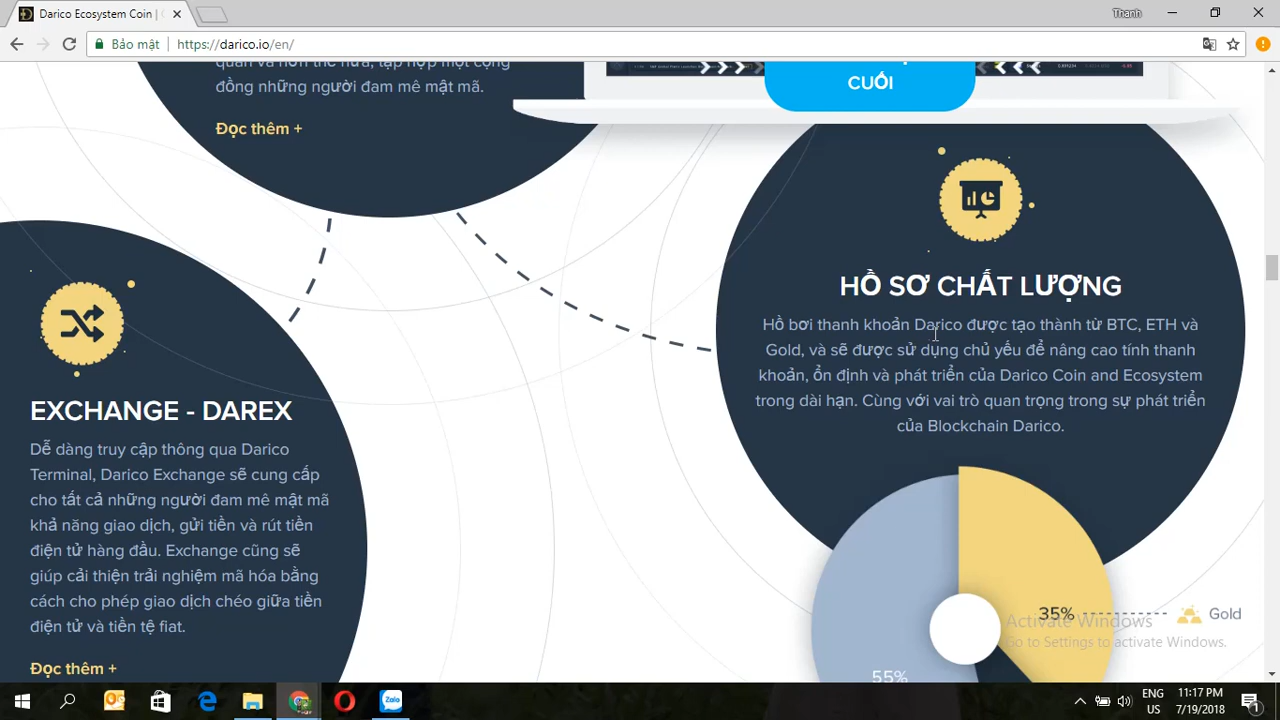 Darico Ecosystem Coin |
Thanh
Bảo mật
https://darico.io/en/
đồng những người đam mê mật mã.
Đọc thêm +
CUỐI
HỒ SƠ CHẤT LƯỢNG
Hồ bơi thanh khoản Darico được tạo thành từ BTC, ETH và
Gold, và sẽ được sử dụng chủ yếu để nâng cao tính thanh
khoản, ổn định và phát triển của Darico Coin and Ecosystem
trong dài hạn. Cùng với vai trò quan trọng trong sự phát triển
của Blockchain Darico.
EXCHANGE - DAREX
Dễ dàng truy cập thông qua Darico
Terminal, Darico Exchange sẽ cung cấp
cho tất cả những người đam mê mật mã
khả năng giao dịch, gửi tiền và rút tiền
điện tử hàng đầu. Exchange cũng sẽ
giúp cải thiện trải nghiệm mã hóa bằng
cách cho phép giao dịch chéo giữa tiền
điện tử và tiền tệ fiat.
Đọc thêm +
35%
Gold
55%
Activate Windows
Go to Settings to activate Windows.
Zalo
ENG
US
11:17 PM
7/19/2018
1